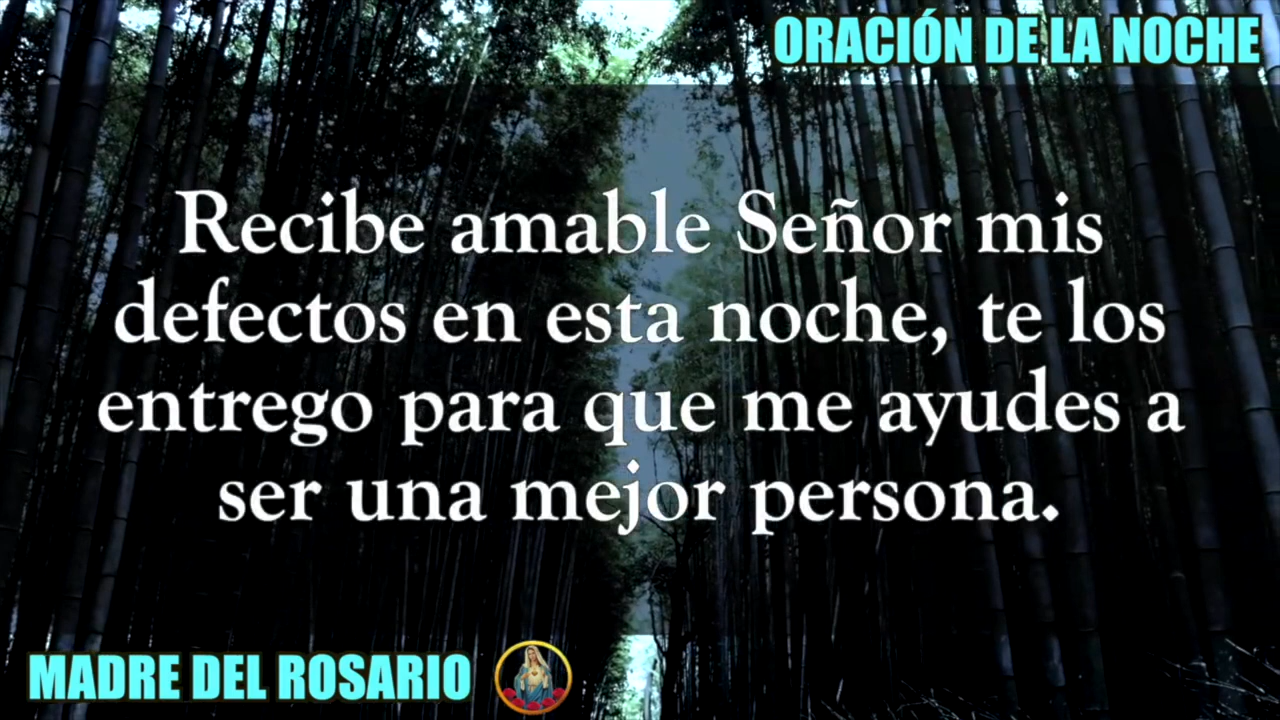 ORACIÓN DE LA NOCHE
Recibe amable Señor mis
defectos en esta noche, te los
entrego para que me ayudes a
ser una mejor persona.
MADRE DEL ROSARIO